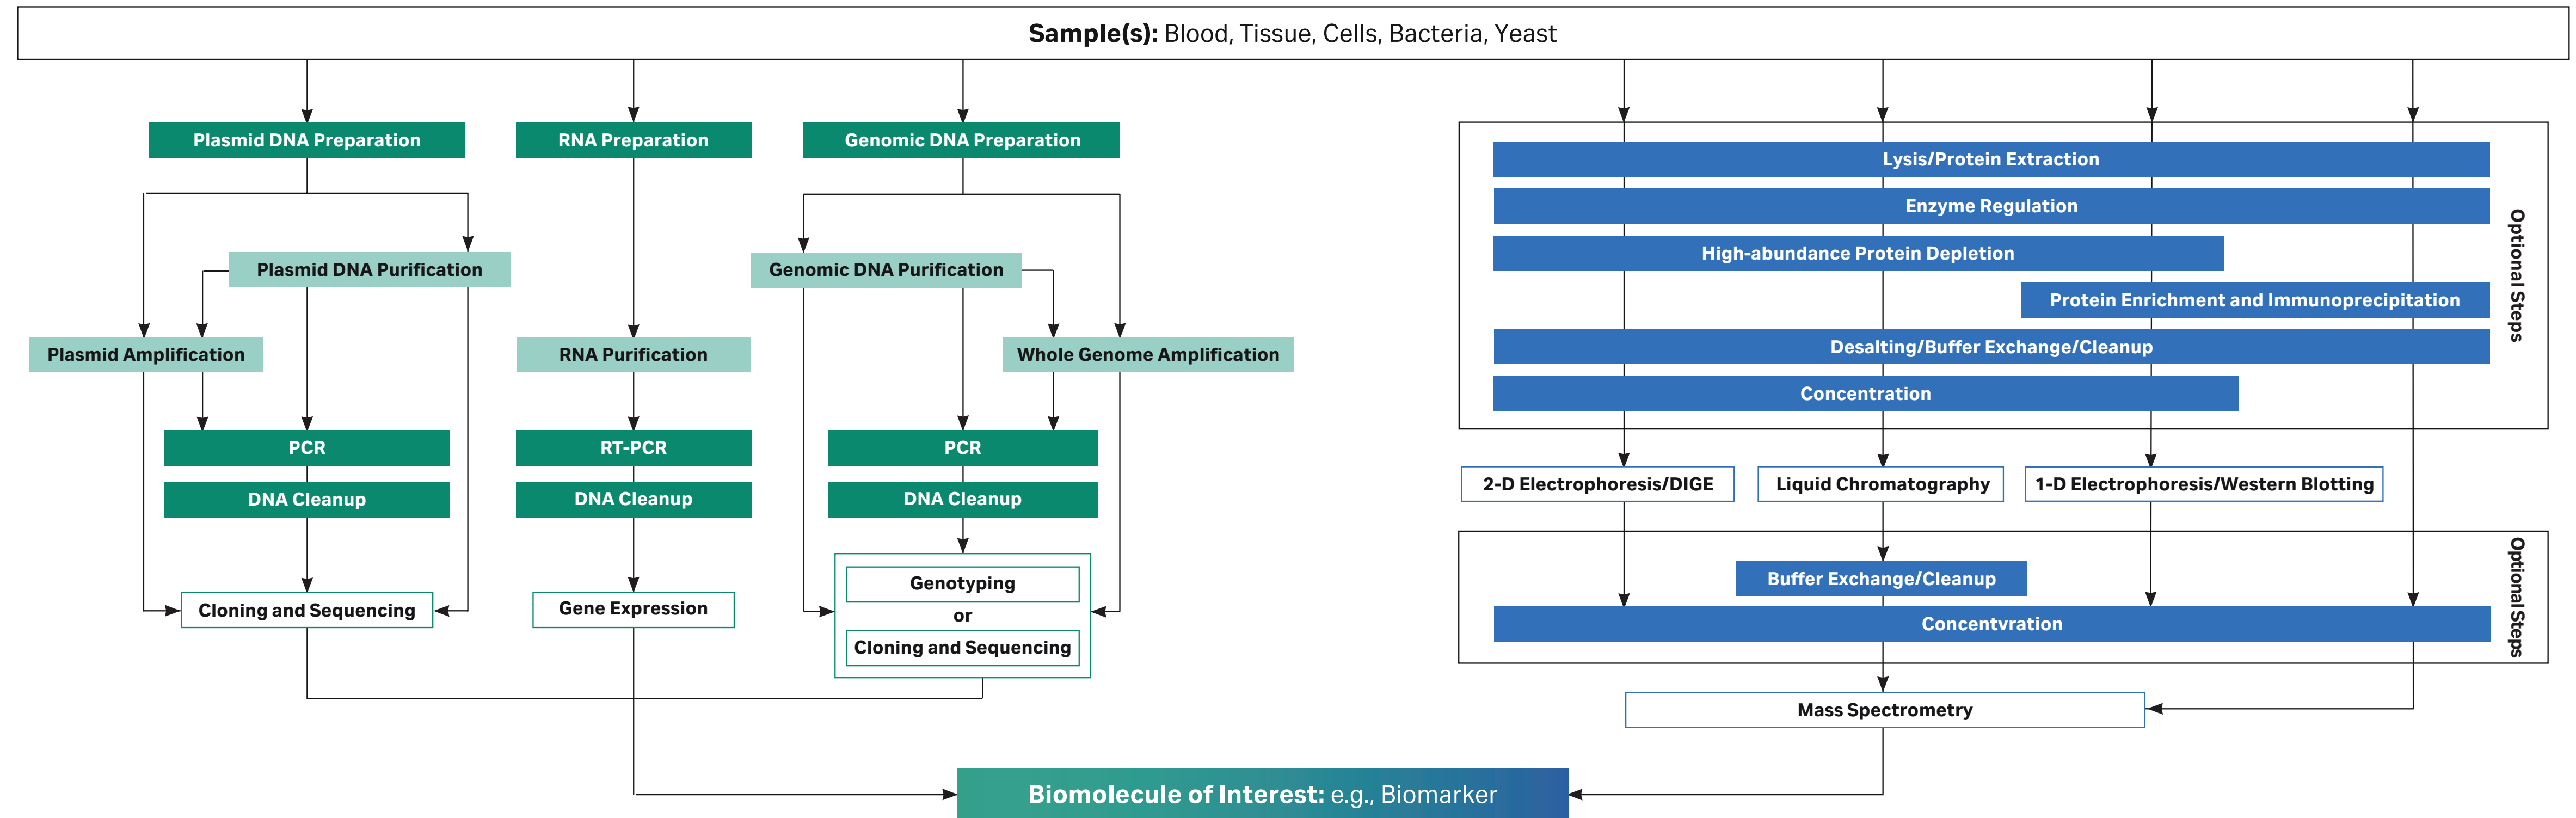 Sample(s): Blood, Tissue, Cells, Bacteria, Yeast
Plasmid DNA Preparation
RNA Preparation
Genomic DNA Preparation
Plasmid DNA Purification
Genomic DNA Purification
Plasmid Amplification
RNA Purification
Whole Genome Amplification
PCR
RT-PCR
PCR
DNA Cleanup
DNA Cleanup
DNA Cleanup
Cloning and Sequencing
Gene Expression
Genotyping
or
Cloning and Sequencing
Lysis/Protein Extraction
Enzyme Regulation
High-abundance Protein Depletion
Protein Enrichment and Immunoprecipitation
Desalting/Buffer Exchange/Cleanup
Concentration
Optional Steps
2-D Electrophoresis/DIGE
Liquid Chromatography
1-D Electrophoresis/Western Blotting
Buffer Exchange/Cleanup
Concentvration
Optional Steps
Mass Spectrometry
Biomolecule of Interest: e.g., Biomarker